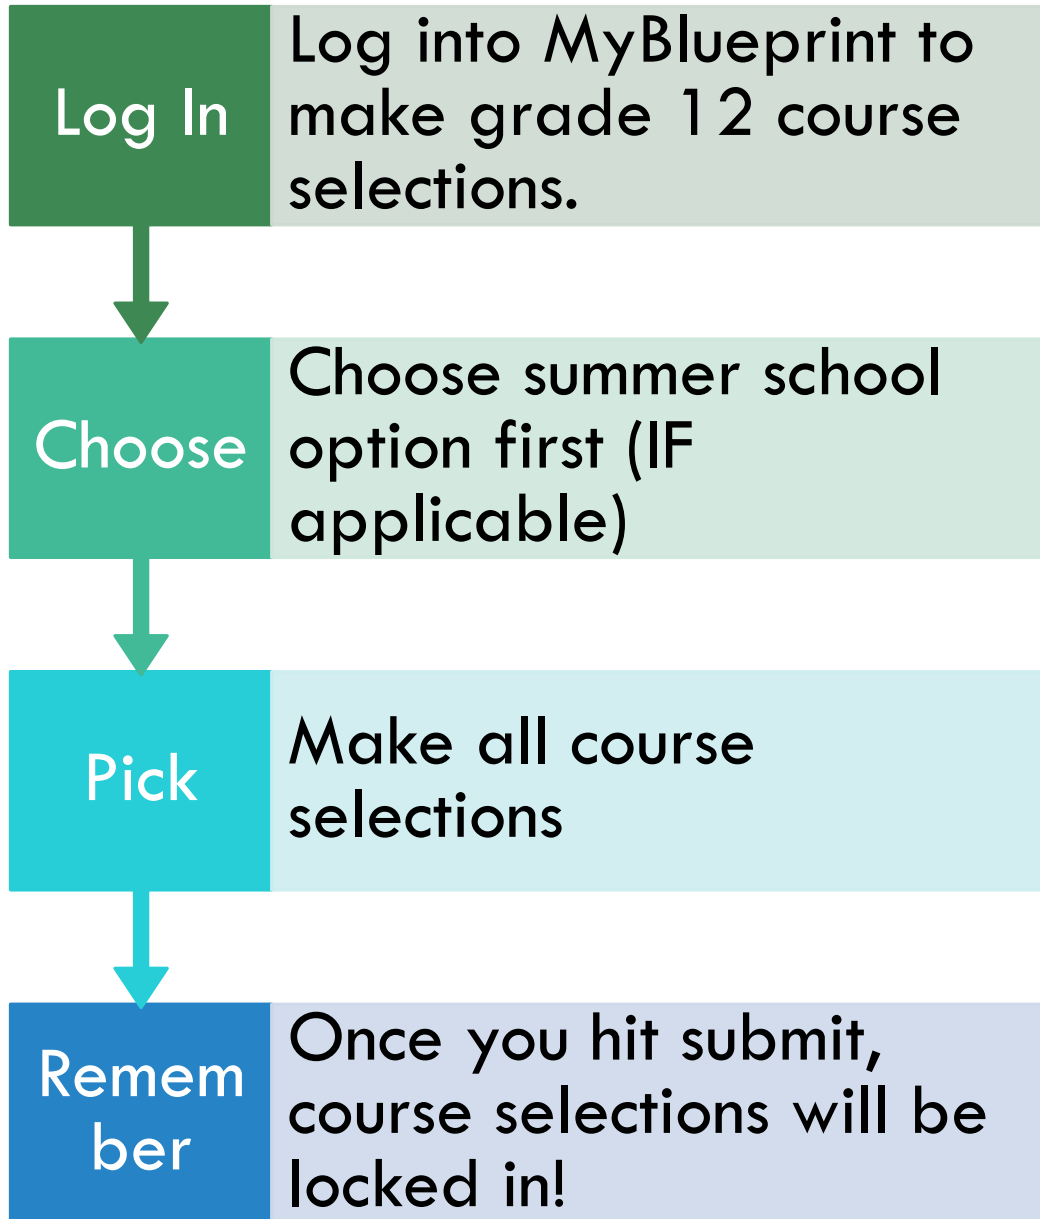 Log In
Log into MyBlueprint to
make grade 12 course
selections.
Choose
Choose summer school
option first (IF
applicable)
Pick
Make all course
selections
Remem
ber
Once you hit submit,
course selections will be
locked in!